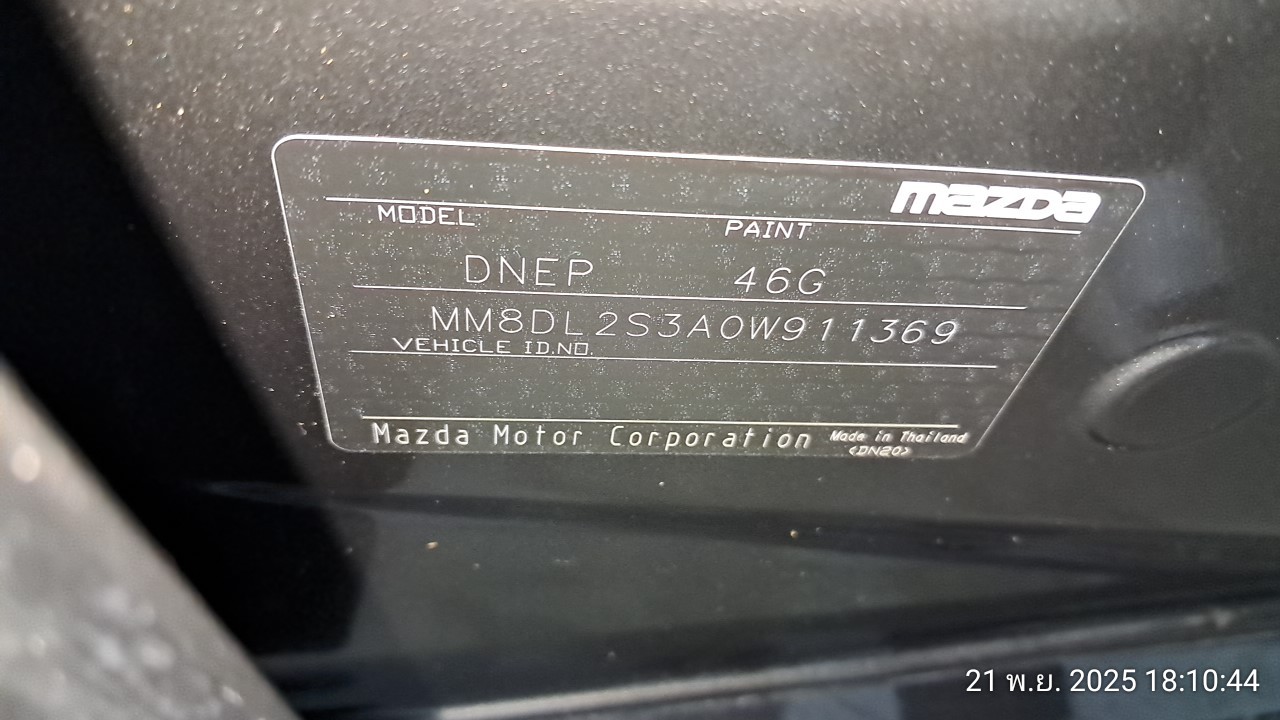 mazda
MODEL PAINT
DNEP 46G
MM8DL2S3A0W911369
VEHICLE ID.NO.
Mazda Motor Corporation Made in Thailand
<DN20>
21 พ.ย. 2025 18:10:44